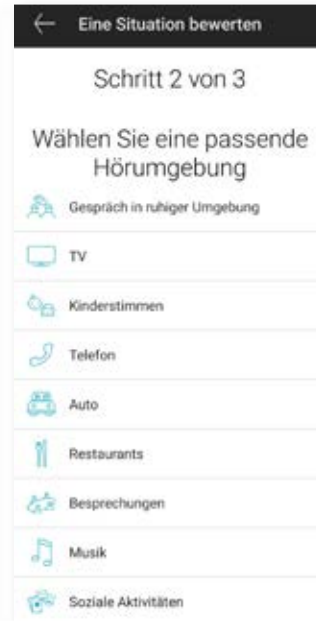 Eine Situation bewerten
Schritt 2 von 3
Wählen Sie eine passende
Hörumgebung
Gespräch in ruhiger Umgebung
TV
Kinderstimmen
Telefon
Auto
Restaurants
Besprechungen
Musik
Soziale Aktivitäten